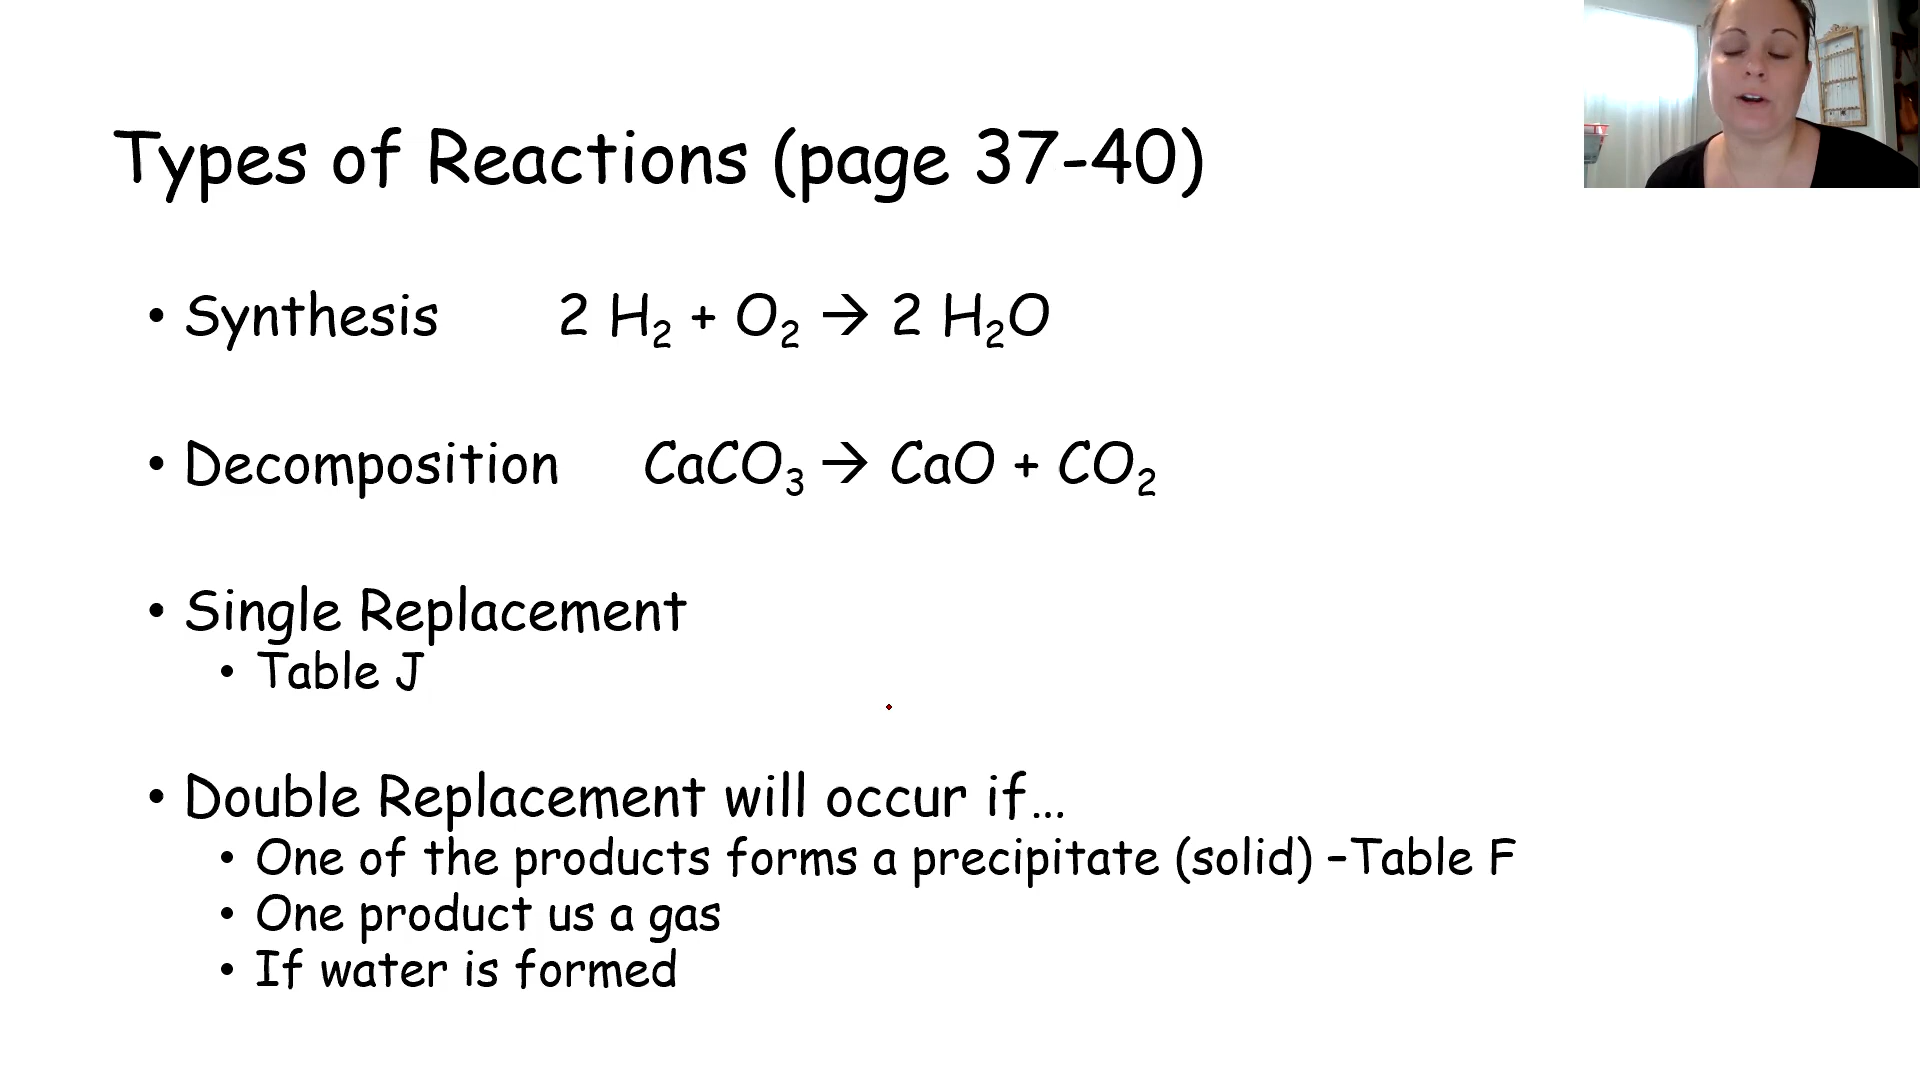 Types of Reactions (page 37-40)
• Synthesis 2 H₂ + O₂ → 2 H₂O
• Decomposition CaCO₃ → CaO + CO₂
• Single Replacement
• Table J
• Double Replacement will occur if…
• One of the products forms a precipitate (solid) –Table F
• One product us a gas
• If water is formed